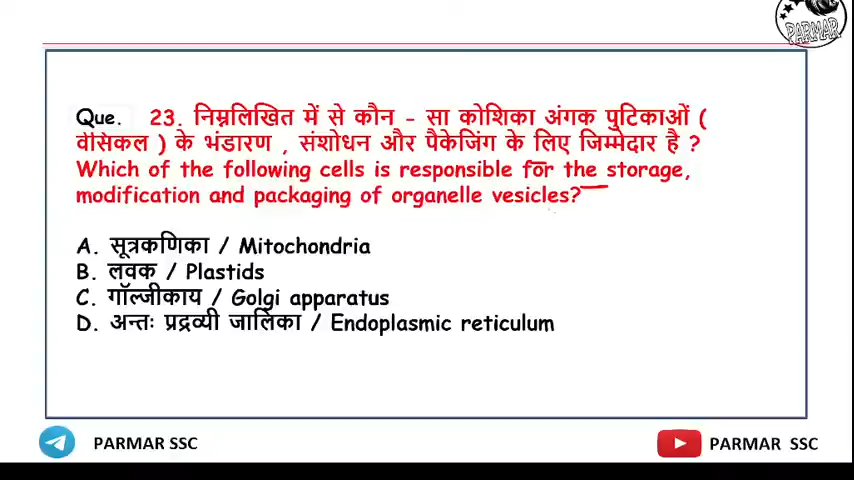 PARMAR
Que. 23. निम्नलिखित में से कौन - सा कोशिका अंगक पुटिकाओं (
वेसिकल ) के भंडारण , संशोधन और पैकेजिंग के लिए जिम्मेदार है ?
Which of the following cells is responsible for the storage,
modification and packaging of organelle vesicles?
A. सूत्रकणिका / Mitochondria
B. लवक / Plastids
C. गॉल्जीकाय / Golgi apparatus
D. अन्तः प्रद्रव्यी जालिका / Endoplasmic reticulum
PARMAR SSC
PARMAR SSC